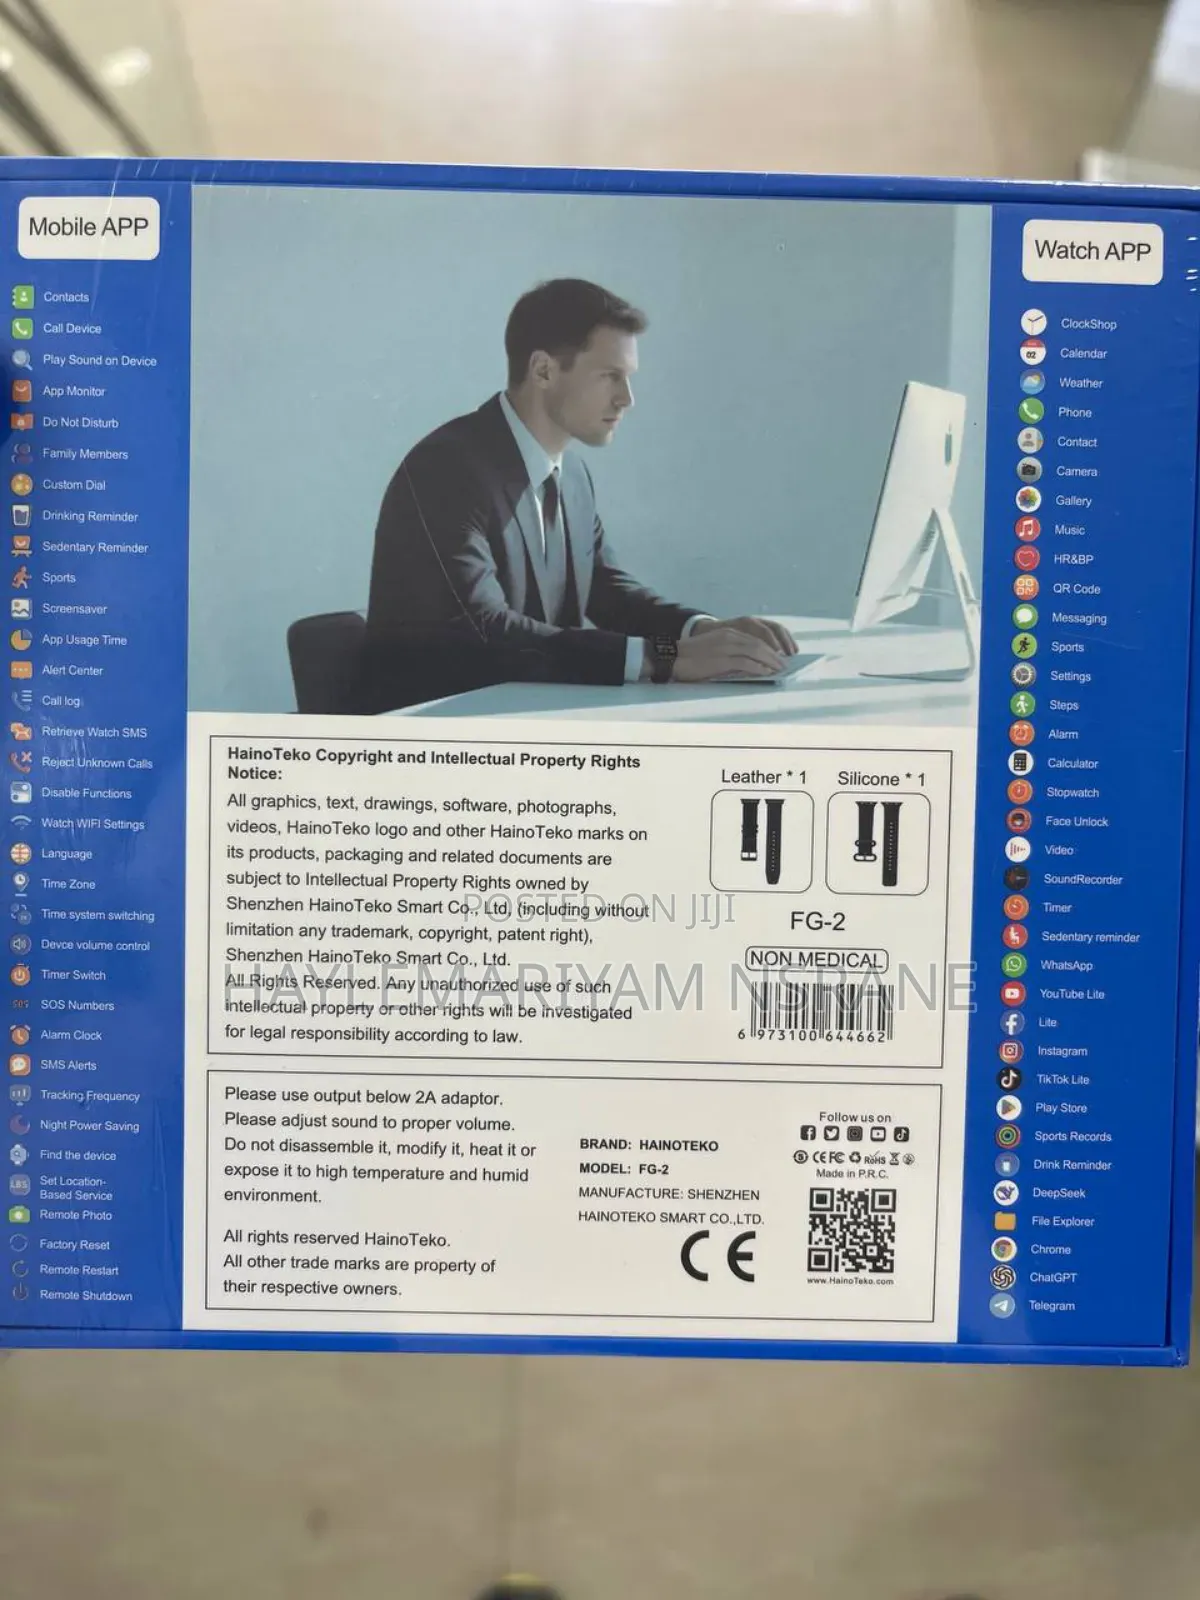 Mobile APP
Contacts
Call Device
Play Sound on Device
App Monitor
Do Not Disturb
Family Members
Custom Dial
Drinking Reminder
Sedentary Reminder
Sports
Screensaver
App Usage Time
Alert Center
Call log
Retrieve Watch SMS
Reject Unknown Calls
Disable Functions
Watch WIFI Settings
Language
Time Zone
Time system switching
Devce volume control
Timer Switch
SOS
SOS Numbers
Alarm Clock
SMS Alerts
Tracking Frequency
Night Power Saving
Find the device
LBS
Set Location-
Based Service
Remote Photo
Factory Reset
Remote Restart
Remote Shutdown
HainoTeko Copyright and Intellectual Property Rights
Notice:
All graphics, text, drawings, software, photographs,
videos, HainoTeko logo and other HainoTeko marks on
its products, packaging and related documents are
subject to Intellectual Property Rights owned by
Shenzhen HainoTeko Smart Co., Ltd. (including without
limitation any trademark, copyright, patent right),
Shenzhen HainoTeko Smart Co., Ltd.
All Rights Reserved. Any unauthorized use of such
intellectual property or other rights will be investigated
for legal responsibility according to law.
Leather * 1
Silicone * 1
FG-2
NON MEDICAL
6 973100 644662
POSTED ON JIJI
HAYLEMARIYAM NSRANE
Please use output below 2A adaptor.
Please adjust sound to proper volume.
Do not disassemble it, modify it, heat it or
expose it to high temperature and humid
environment.
All rights reserved HainoTeko.
All other trade marks are property of
their respective owners.
BRAND: HAINOTEKO
MODEL: FG-2
MANUFACTURE: SHENZHEN
HAINOTEKO SMART CO.,LTD.
CE
Follow us on
CE FC RoHS
Made in P.R.C.
www.HainoTeko.com
Watch APP
ClockShop
02
Calendar
Weather
Phone
Contact
Camera
Gallery
Music
HR&BP
QR Code
Messaging
Sports
Settings
Steps
Alarm
Calculator
Stopwatch
Face Unlock
Video
SoundRecorder
Timer
Sedentary reminder
WhatsApp
YouTube Lite
Lite
Instagram
TikTok Lite
Play Store
Sports Records
Drink Reminder
DeepSeek
File Explorer
Chrome
ChatGPT
Telegram